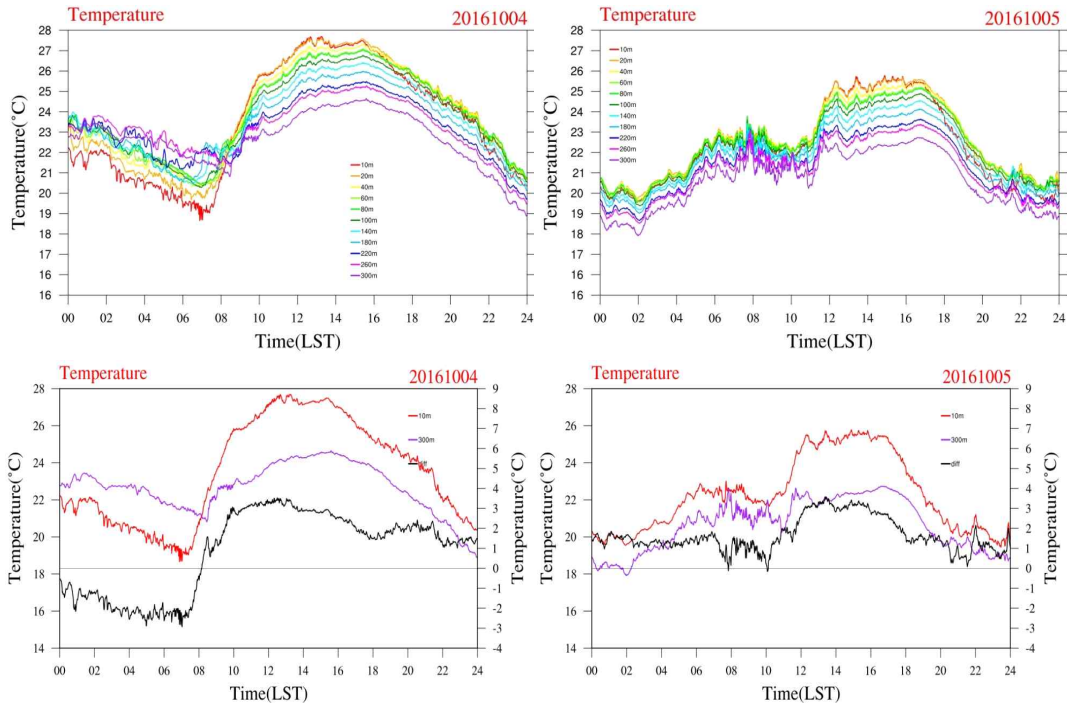 Temperature 20161004
28
27
26
25
24
23
22
21
20
19
18
17
16
Temperature(°C)
10m
20m
40m
60m
80m
100m
140m
180m
220m
260m
300m
00 02 04 06 08 10 12 14 16 18 20 22 24
Time(LST)
Temperature 20161005
28
27
26
25
24
23
22
21
20
19
18
17
16
Temperature(°C)
10m
20m
40m
60m
80m
100m
140m
180m
220m
260m
300m
00 02 04 06 08 10 12 14 16 18 20 22 24
Time(LST)
Temperature 20161004
28
26
24
22
20
18
16
14
Temperature(°C)
10m
300m
diff
9
8
7
6
5
4
3
2
1
0
-1
-2
-3
-4
Temperature(°C)
00 02 04 06 08 10 12 14 16 18 20 22 24
Time(LST)
Temperature 20161005
28
26
24
22
20
18
16
14
Temperature(°C)
10m
300m
diff
9
8
7
6
5
4
3
2
1
0
-1
-2
-3
-4
Temperature(°C)
00 02 04 06 08 10 12 14 16 18 20 22 24
Time(LST)